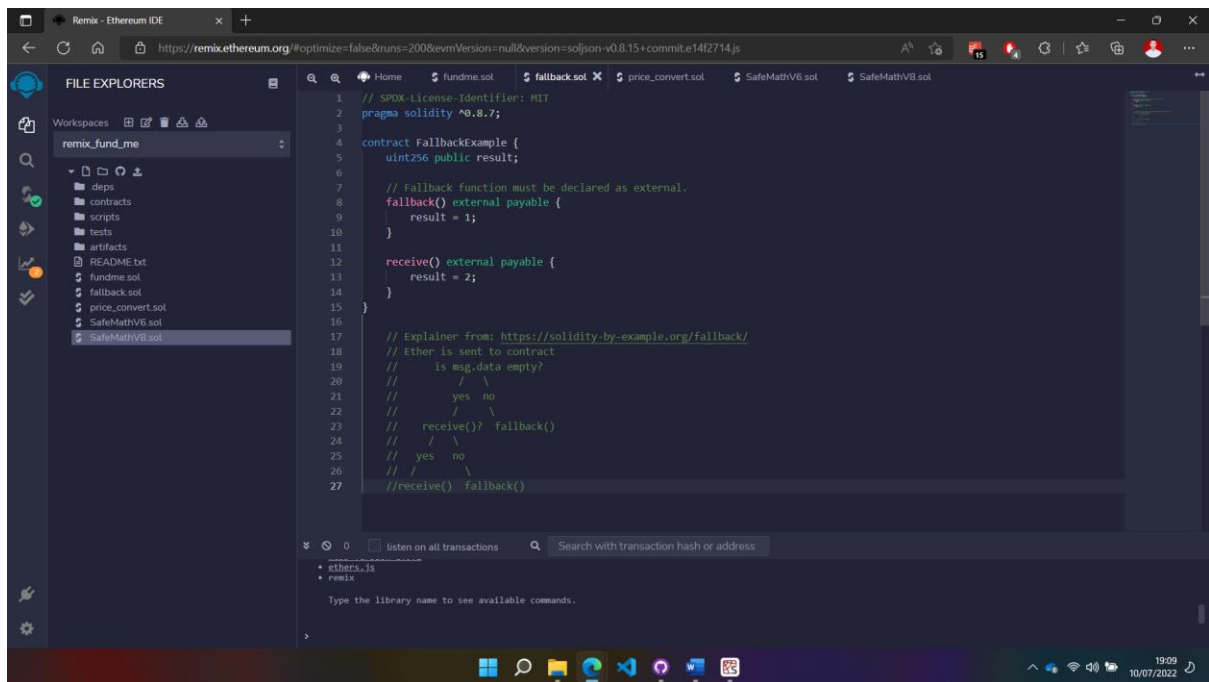 Remix - Ethereum IDE
https://remix.ethereum.org/#optimize=false&runs=200&evmVersion=null&version=soljson-v0.8.15+commit.e14f2714.js
15
4
FILE EXPLORERS
Workspaces
remix_fund_me
.deps
contracts
scripts
tests
artifacts
README.txt
fundme.sol
fallback.sol
price_convert.sol
SafeMathV6.sol
SafeMathV8.sol
2
Home fundme.sol fallback.sol price_convert.sol SafeMathV6.sol SafeMathV8.sol
1 // SPDX-License-Identifier: MIT
2 pragma solidity ^0.8.7;
3
4 contract FallbackExample {
5 uint256 public result;
6
7 // Fallback function must be declared as external.
8 fallback() external payable {
9 result = 1;
10 }
11
12 receive() external payable {
13 result = 2;
14 }
15 }
16
17 // Explainer from: https://solidity-by-example.org/fallback/
18 // Ether is sent to contract
19 // is msg.data empty?
20 // / \
21 // yes no
22 // / \
23 // receive()? fallback()
24 // / \
25 // yes no
26 // / \
27 //receive() fallback()
0 listen on all transactions Search with transaction hash or address
• ethers.js
• remix
Type the library name to see available commands.
>
19:09
10/07/2022